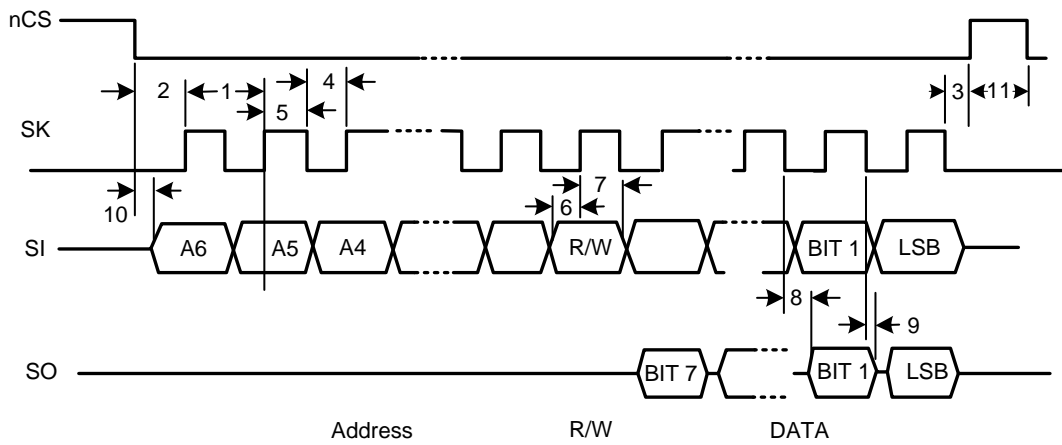 nCS
2 1 4 3 11
5
SK
7
10 6
SI A6 A5 A4 R/W BIT 1 LSB
8 9
SO BIT 7 BIT 1 LSB
Address R/W DATA